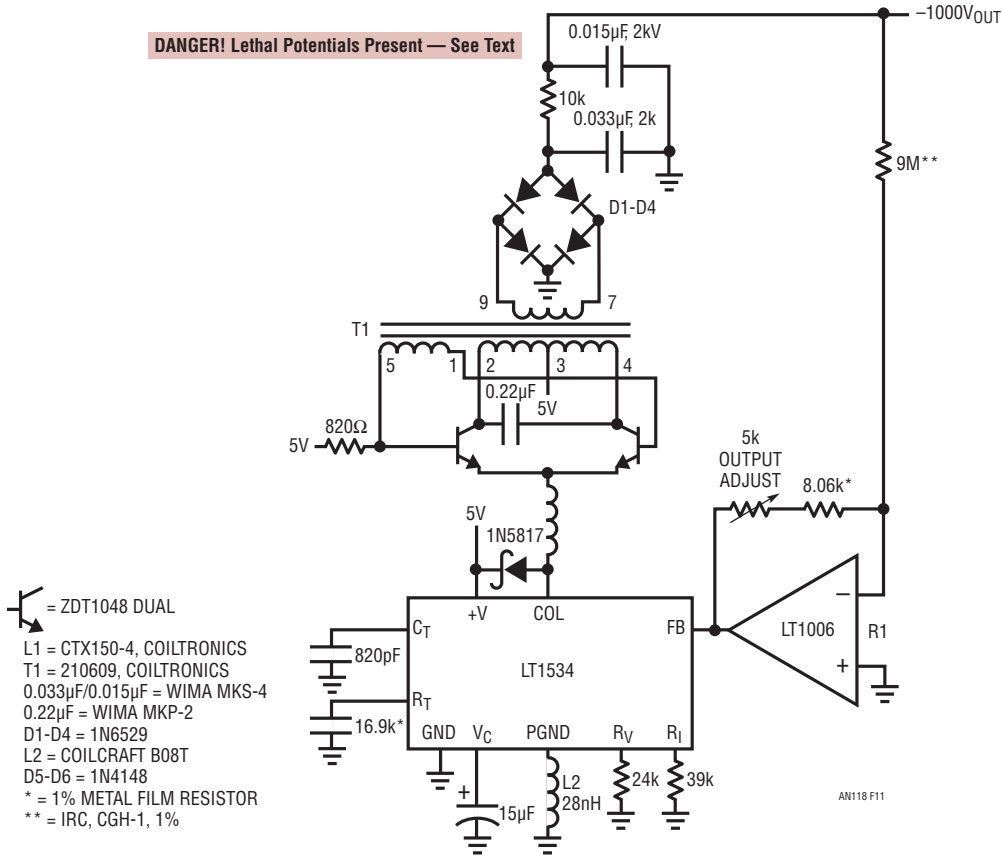 –1000VOUT
DANGER! Lethal Potentials Present — See Text
0.015µF, 2kV
10k
0.033µF, 2k
9M**
D1-D4
9
7
T1
5
1
2
3
4
0.22µF
5V
820Ω
5V
5k
OUTPUT
ADJUST
8.06k*
5V
1N5817
+V
COL
= ZDT1048 DUAL
L1 = CTX150-4, COILTRONICS
T1 = 210609, COILTRONICS
0.033µF/0.015µF = WIMA MKS-4
0.22µF = WIMA MKP-2
D1-D4 = 1N6529
L2 = COILCRAFT B08T
D5-D6 = 1N4148
* = 1% METAL FILM RESISTOR
** = IRC, CGH-1, 1%
CT
820pF
LT1534
FB
–
LT1006
R1
+
RT
16.9k*
GND
VC
PGND
RV
RI
+
15µF
L2
28nH
24k
39k
AN118 F11